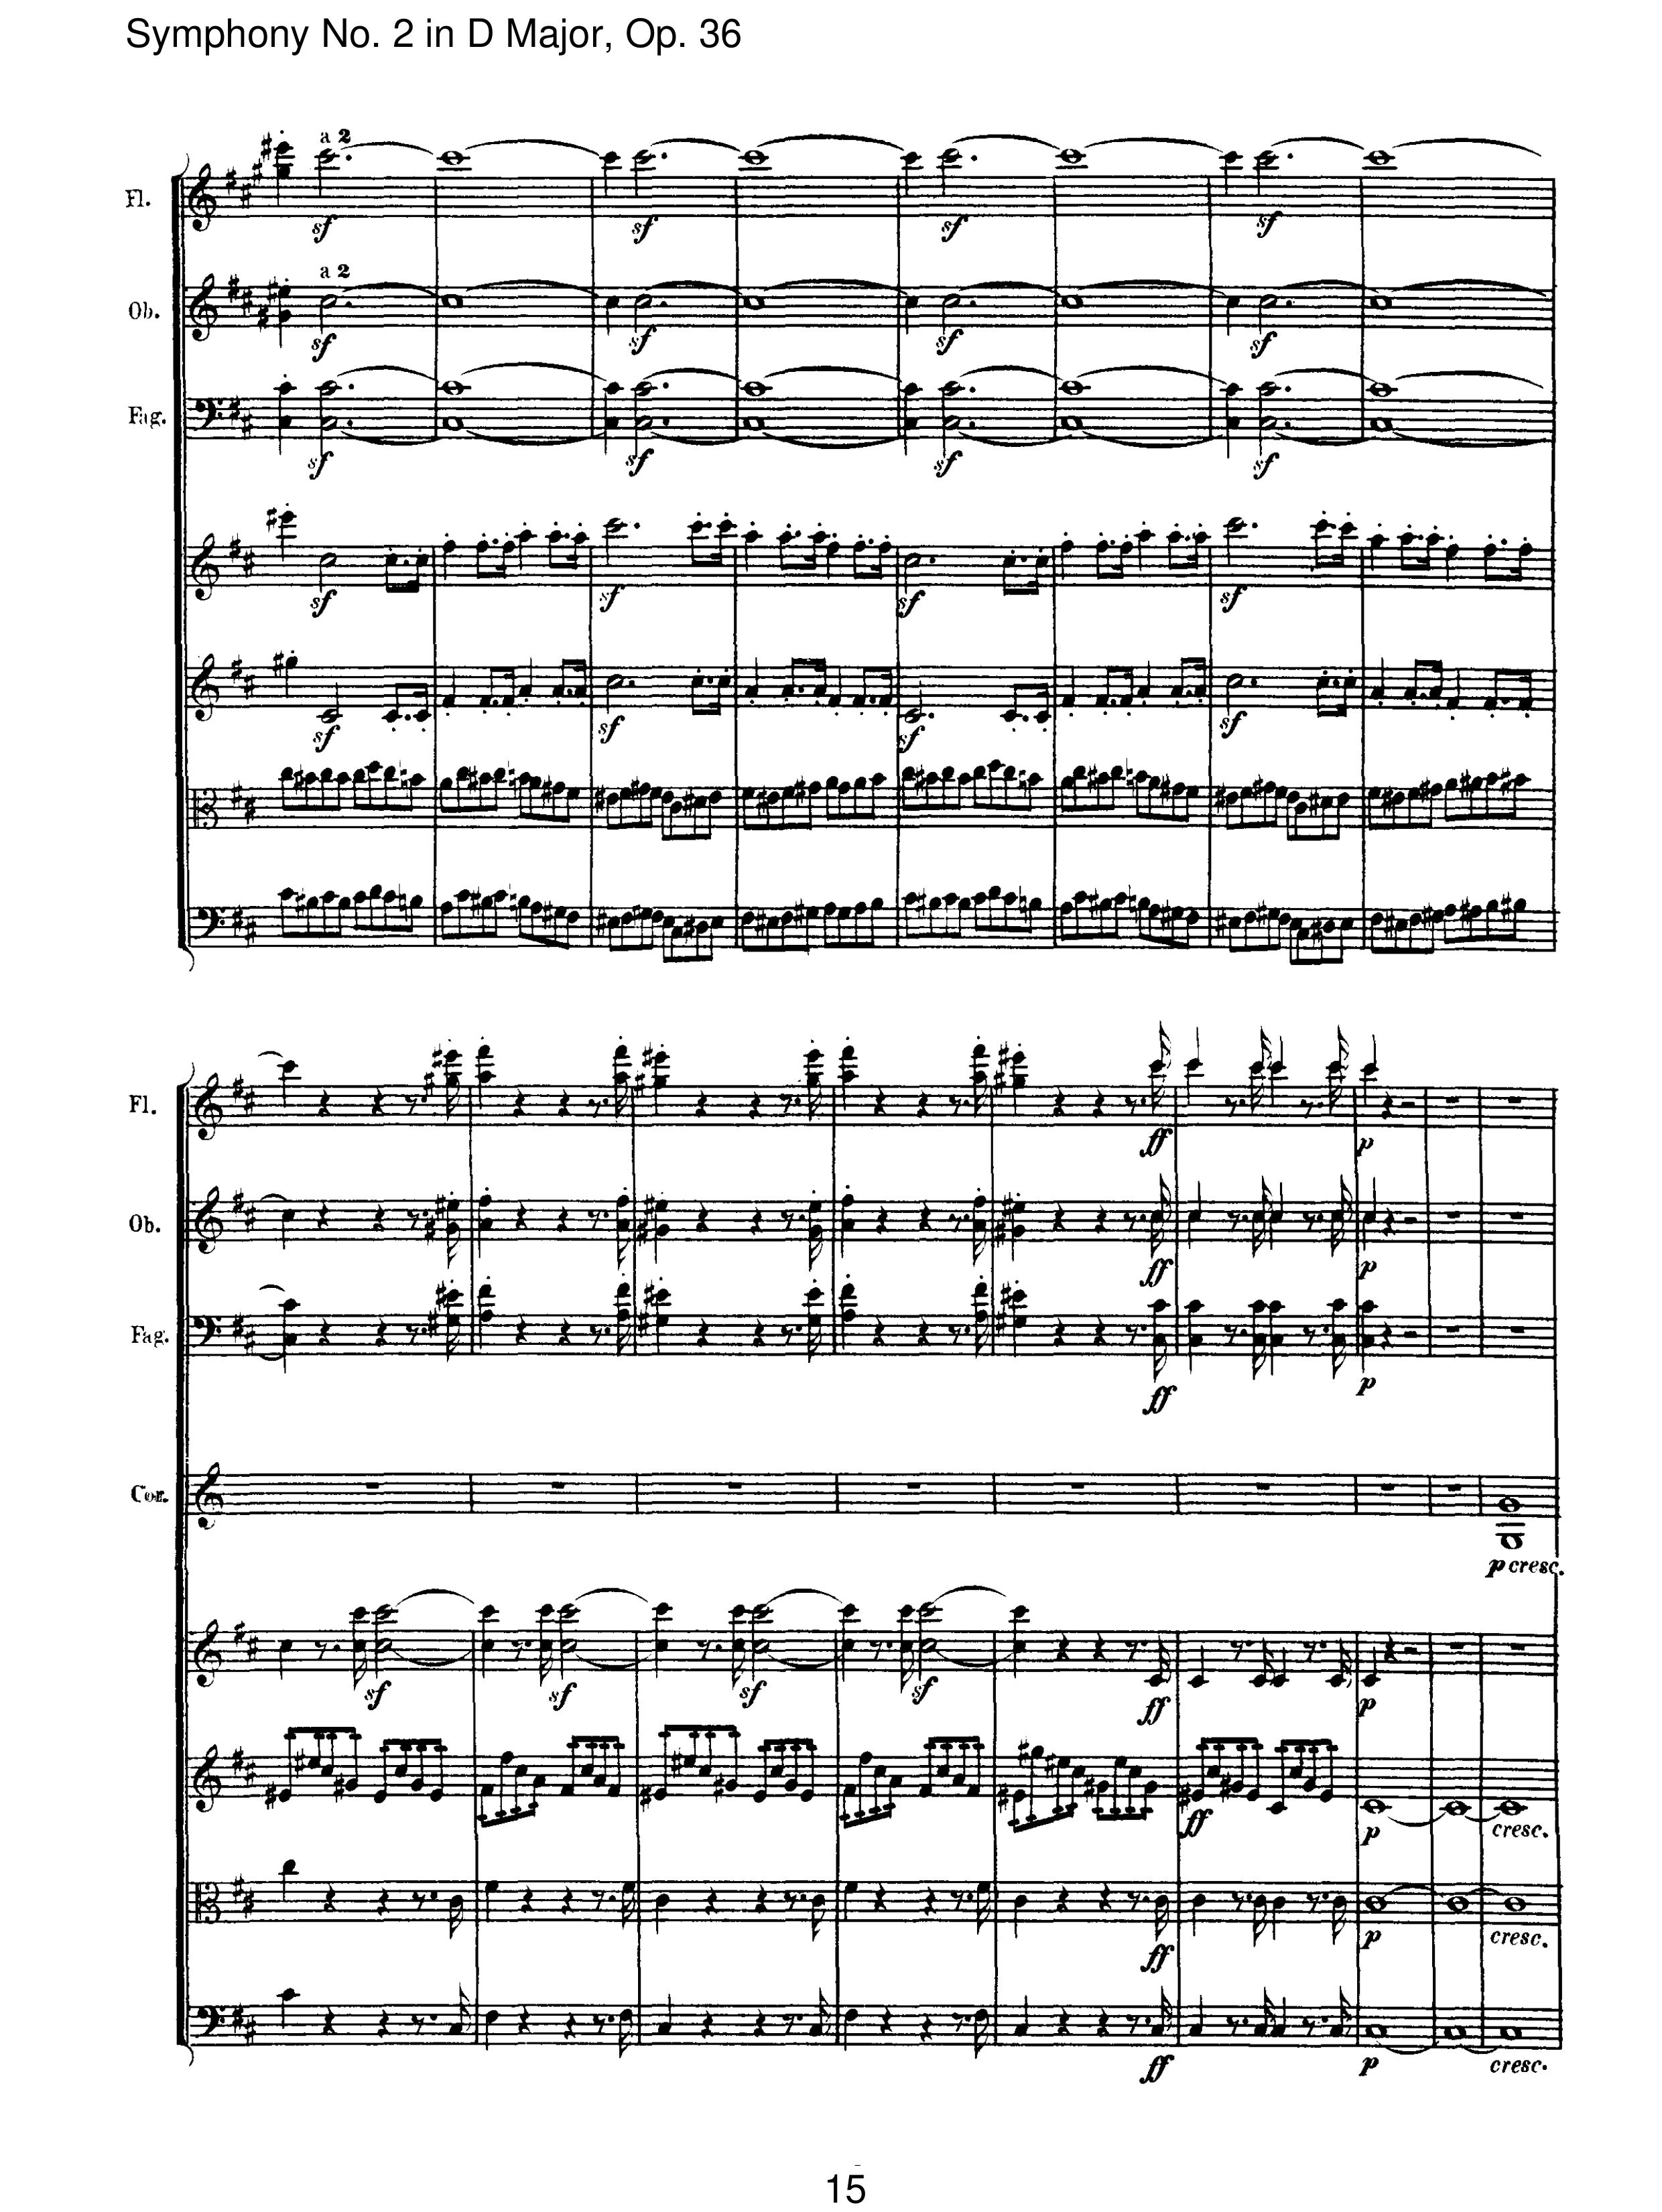 Symphony No. 2 in D Major, Op. 36
a 2
Fl.
sf sf sf sf
a 2
Ob.
sf sf sf sf
Fag.
sf sf sf sf
sf sf sf sf
sf sf sf sf
Fl.
ff p
Ob.
ff p
Fag.
ff p
Cor.
p cresc.
sf sf sf sf ff p
ff p cresc.
ff p cresc.
ff p cresc.
15